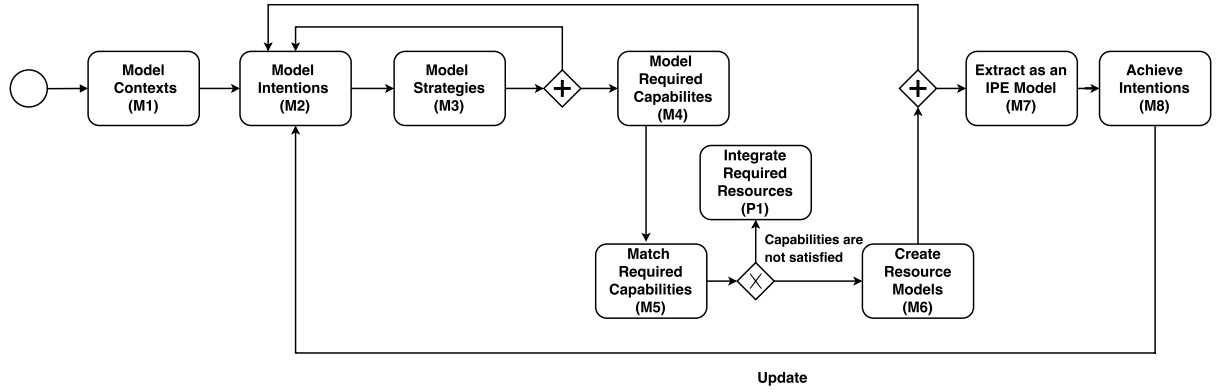 Model
Contexts
(M1)
Model
Intentions
(M2)
Model
Strategies
(M3)
Model
Required
Capabilites
(M4)
Extract as an
IPE Model
(M7)
Achieve
Intentions
(M8)
Integrate
Required
Resources
(P1)
Capabilities are
not satisfied
Match
Required
Capabilities
(M5)
Create
Resource
Models
(M6)
Update